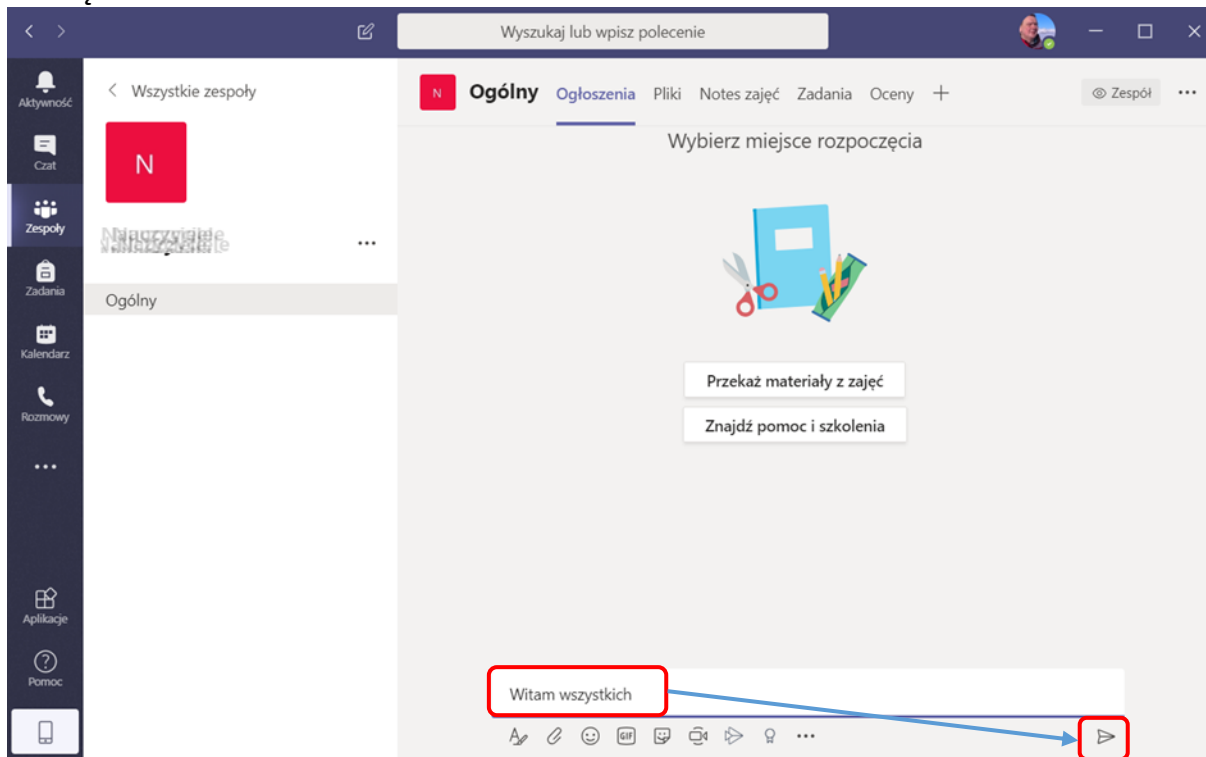 Wyszukaj lub wpisz polecenie
Aktywność
Czat
Zespoły
Zadania
Kalendarz
Rozmowy
Aplikacje
Pomoc
Wszystkie zespoły
N
Ogólny
N Ogólny Ogłoszenia Pliki Notes zajęć Zadania Oceny
Zespół
Wybierz miejsce rozpoczęcia
Przekaż materiały z zajęć
Znajdź pomoc i szkolenia
Witam wszystkich
GIF